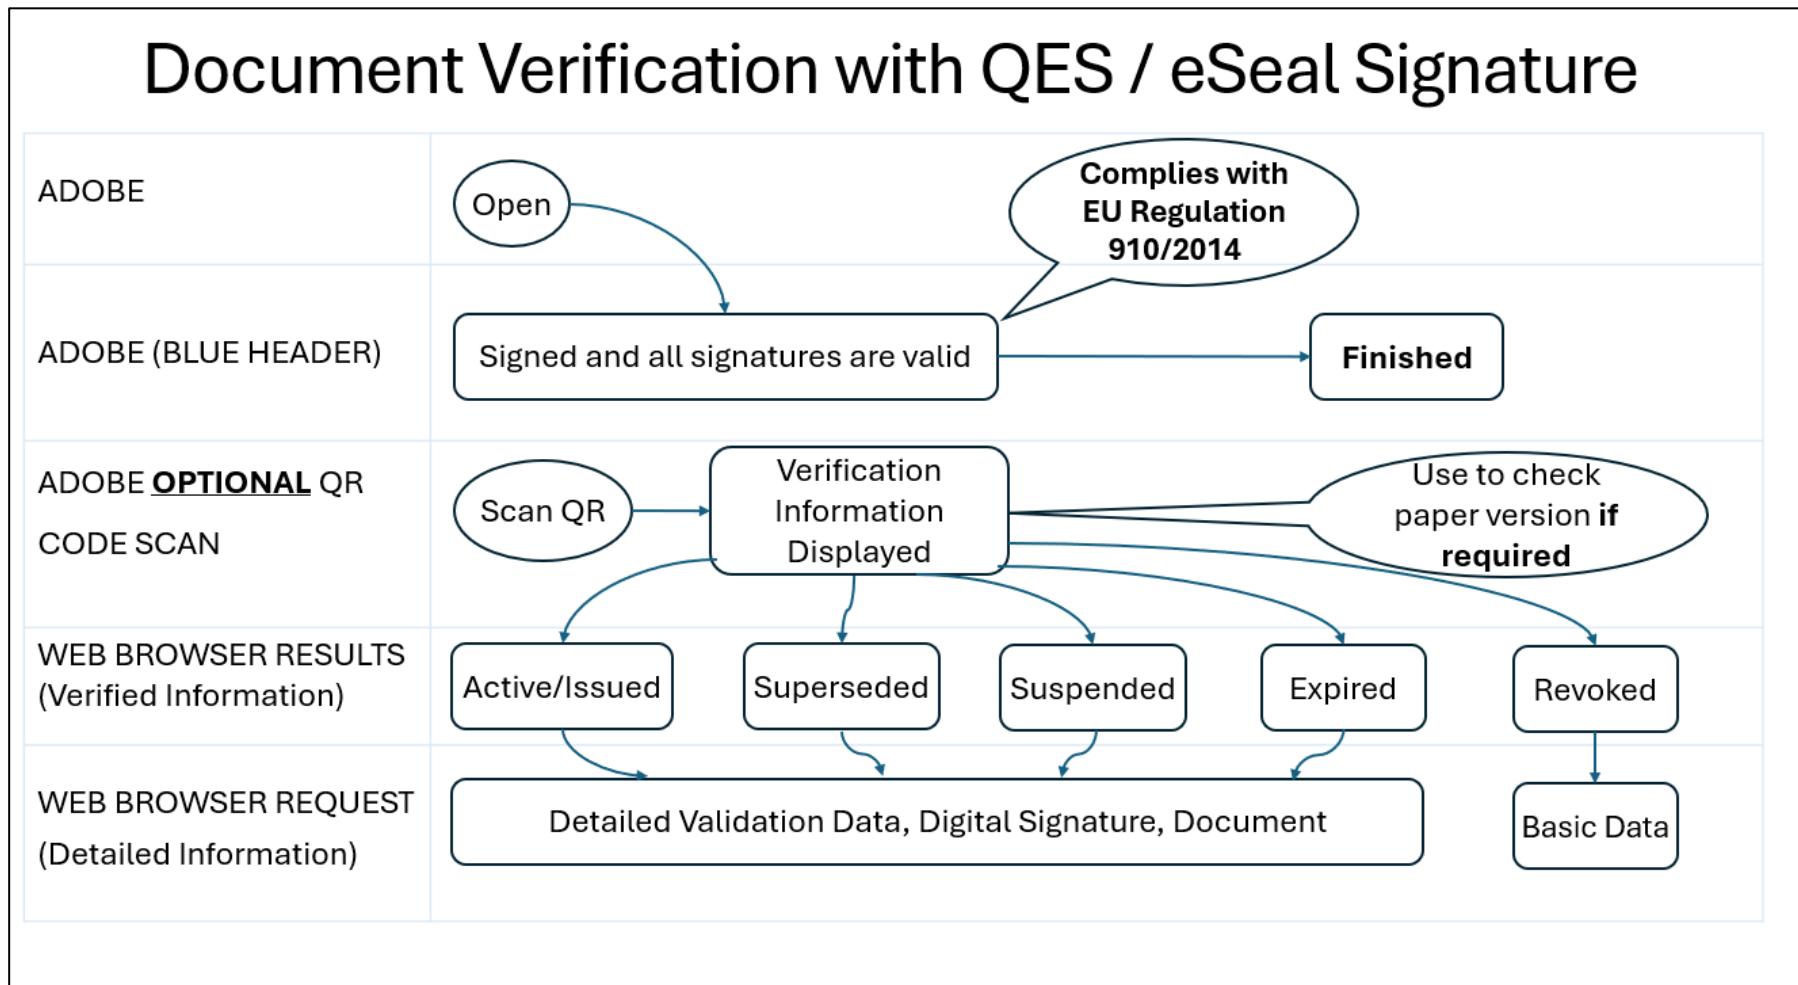 Document Verification with QES / eSeal Signature
ADOBE
Open
Complies with
EU Regulation
910/2014
ADOBE (BLUE HEADER)
Signed and all signatures are valid
Finished
ADOBE OPTIONAL QR
CODE SCAN
Scan QR
Verification
Information
Displayed
Use to check
paper version if
required
WEB BROWSER RESULTS
(Verified Information)
Active/Issued
Superseded
Suspended
Expired
Revoked
WEB BROWSER REQUEST
(Detailed Information)
Detailed Validation Data, Digital Signature, Document
Basic Data